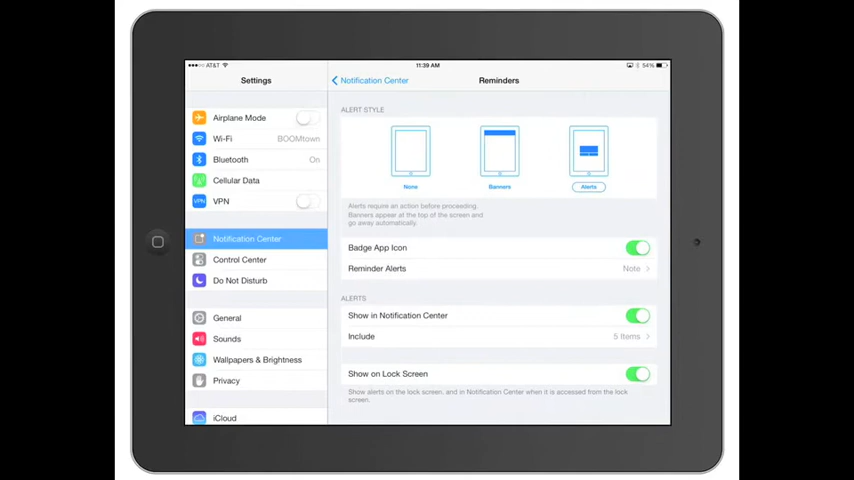 AT&T
11:39 AM
54%
Settings
Notification Center
Reminders
Airplane Mode
Wi-Fi
BOOMtown
Bluetooth
On
Cellular Data
VPN
VPN
Notification Center
Control Center
Do Not Disturb
General
Sounds
Wallpapers & Brightness
Privacy
iCloud
ALERT STYLE
None
Banners
Alerts
Alerts require an action before proceeding.
Banners appear at the top of the screen and
go away automatically.
Badge App Icon
Reminder Alerts
Note
ALERTS
Show in Notification Center
Include
5 Items
Show on Lock Screen
Show alerts on the lock screen, and in Notification Center when it is accessed from the lock
screen.